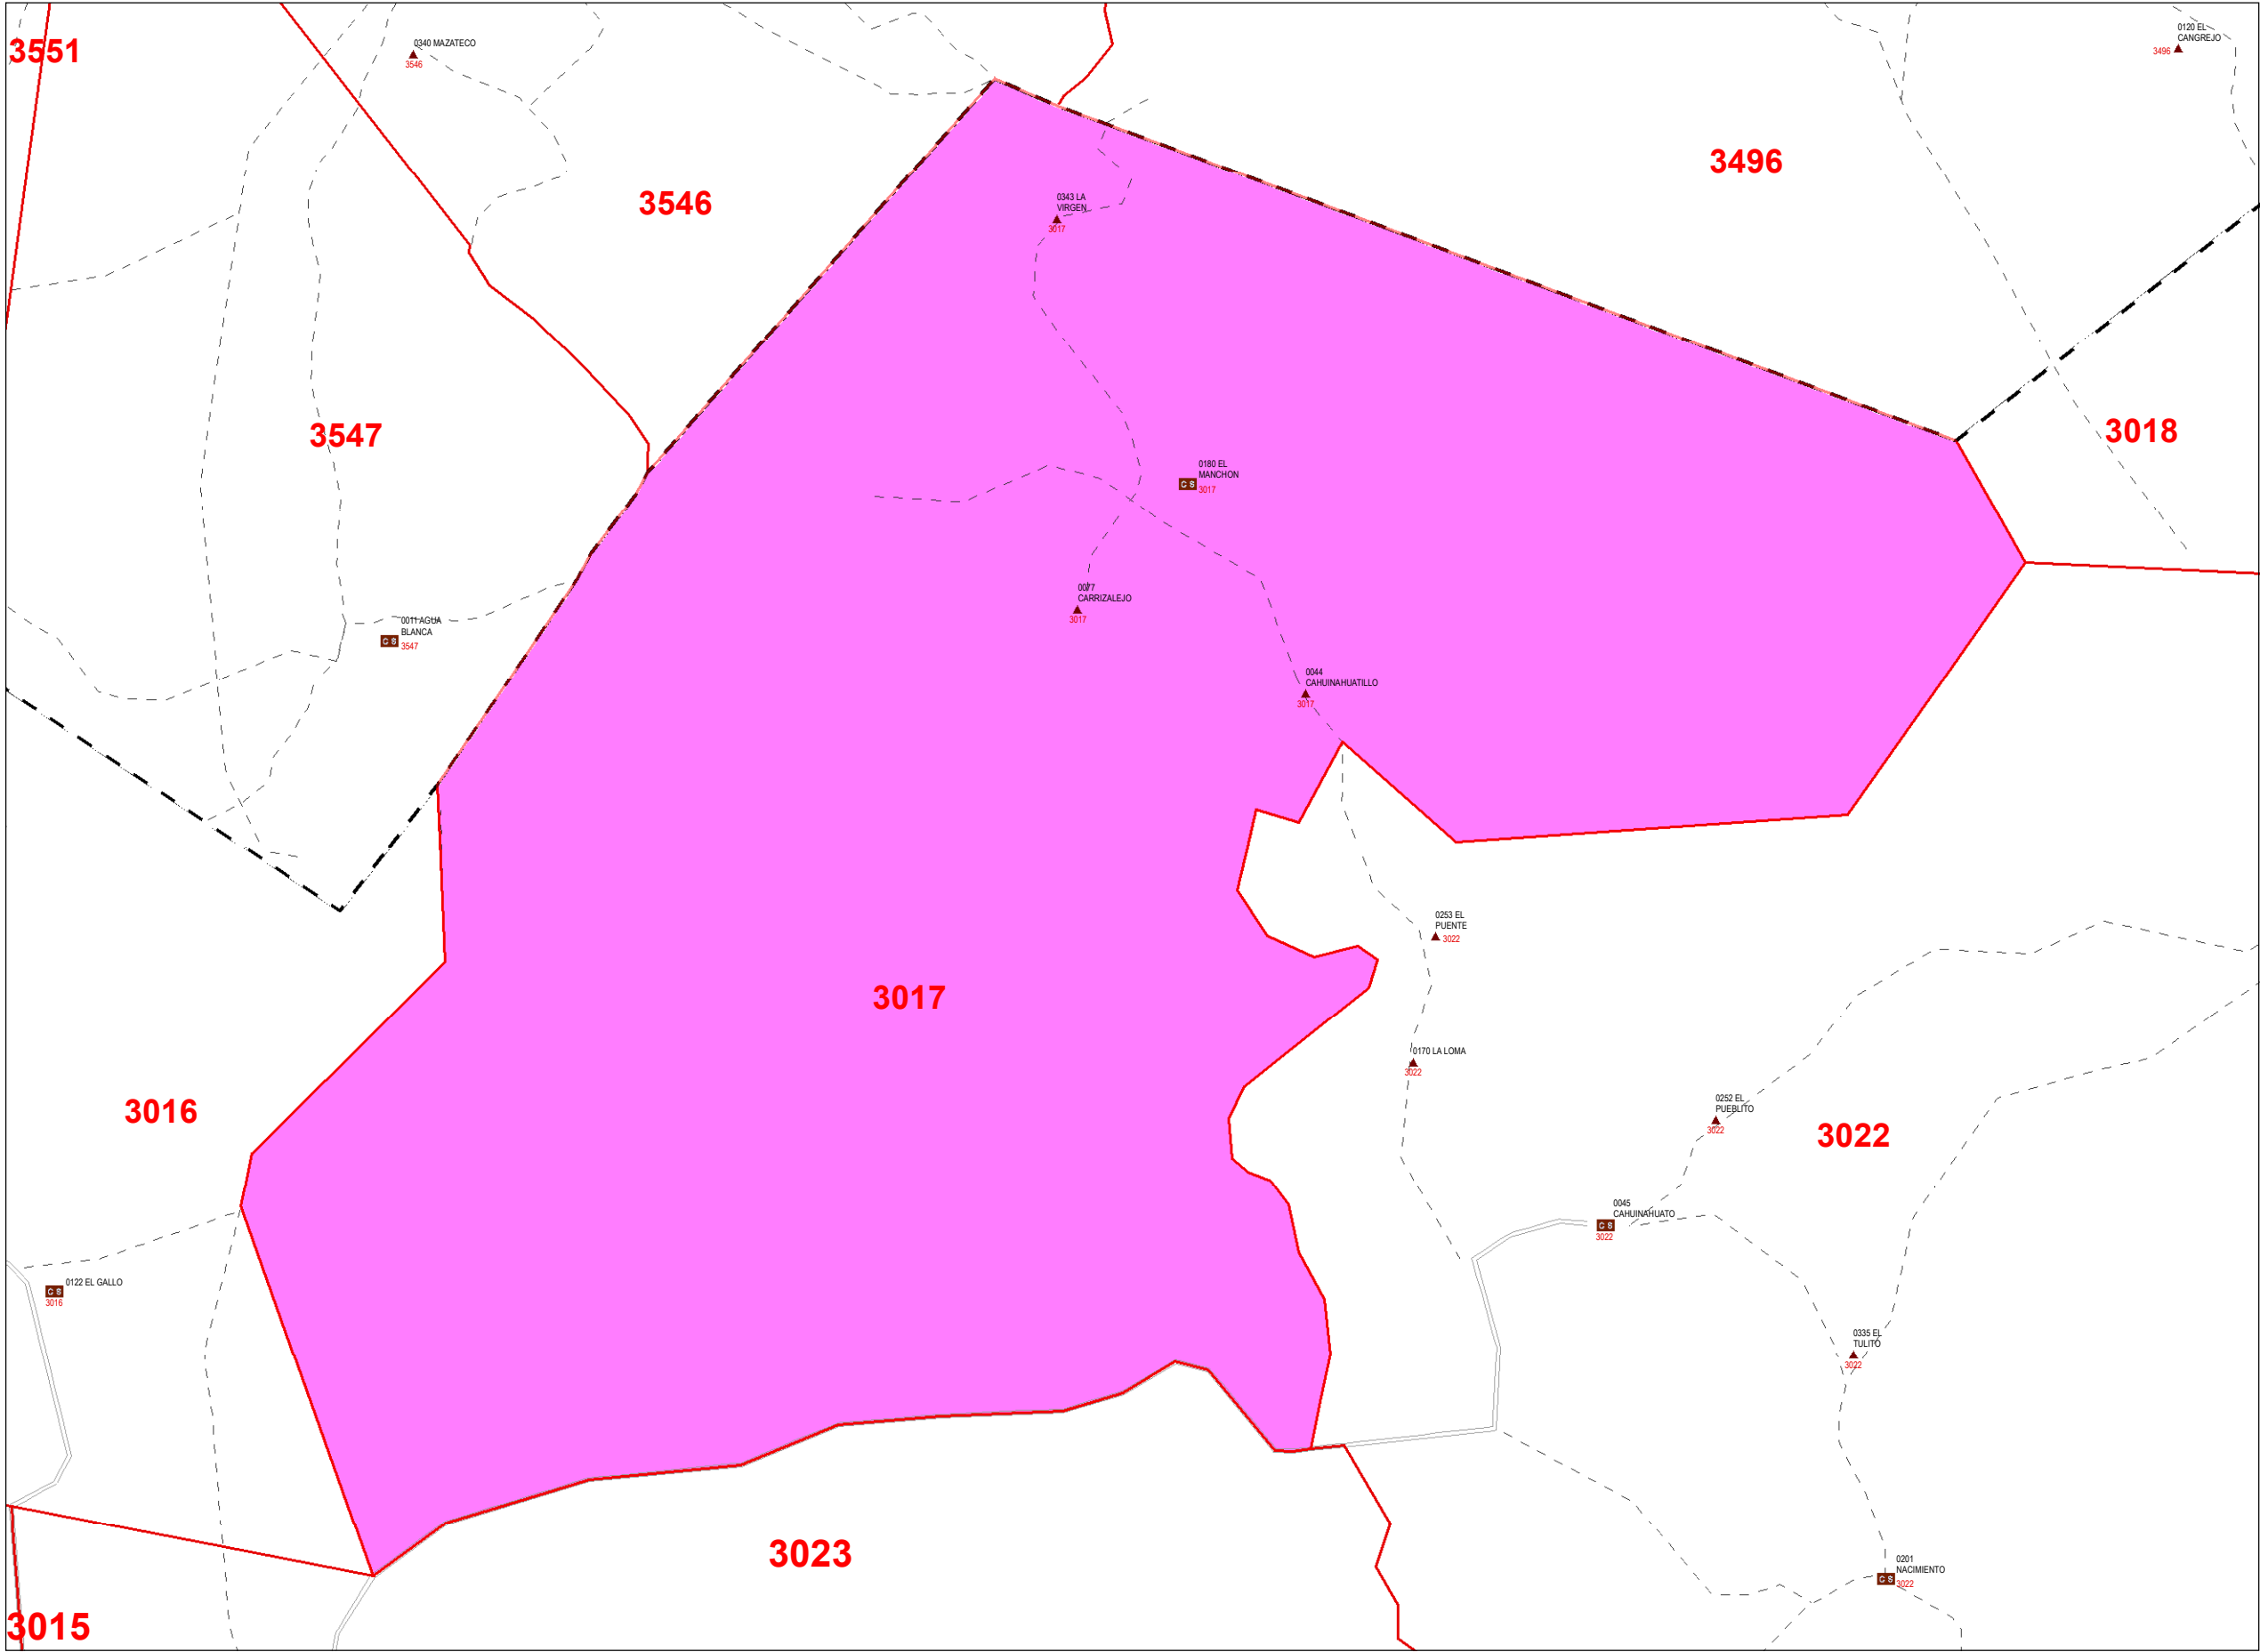 3551
0340 MAZATECO
3546
0120 EL
CANGREJO
3496
3496
3546
0343 LA
VIRGEN
3017
3547
3018
0180 EL
MANCHON
C S
3017
0077
CARRIZALEJO
3017
0011 AGUA
BLANCA
C S
3547
0044
CAHUINAHUATILLO
3017
0253 EL
PUENTE
3022
3017
0170 LA LOMA
3022
3016
0252 EL
PUEBLITO
3022
3022
0045
CAHUINAHUATO
C S
3022
0122 EL GALLO
C S
3016
0335 EL
TULITO
3022
3023
0201
NACIMIENTO
C S
3022
3015